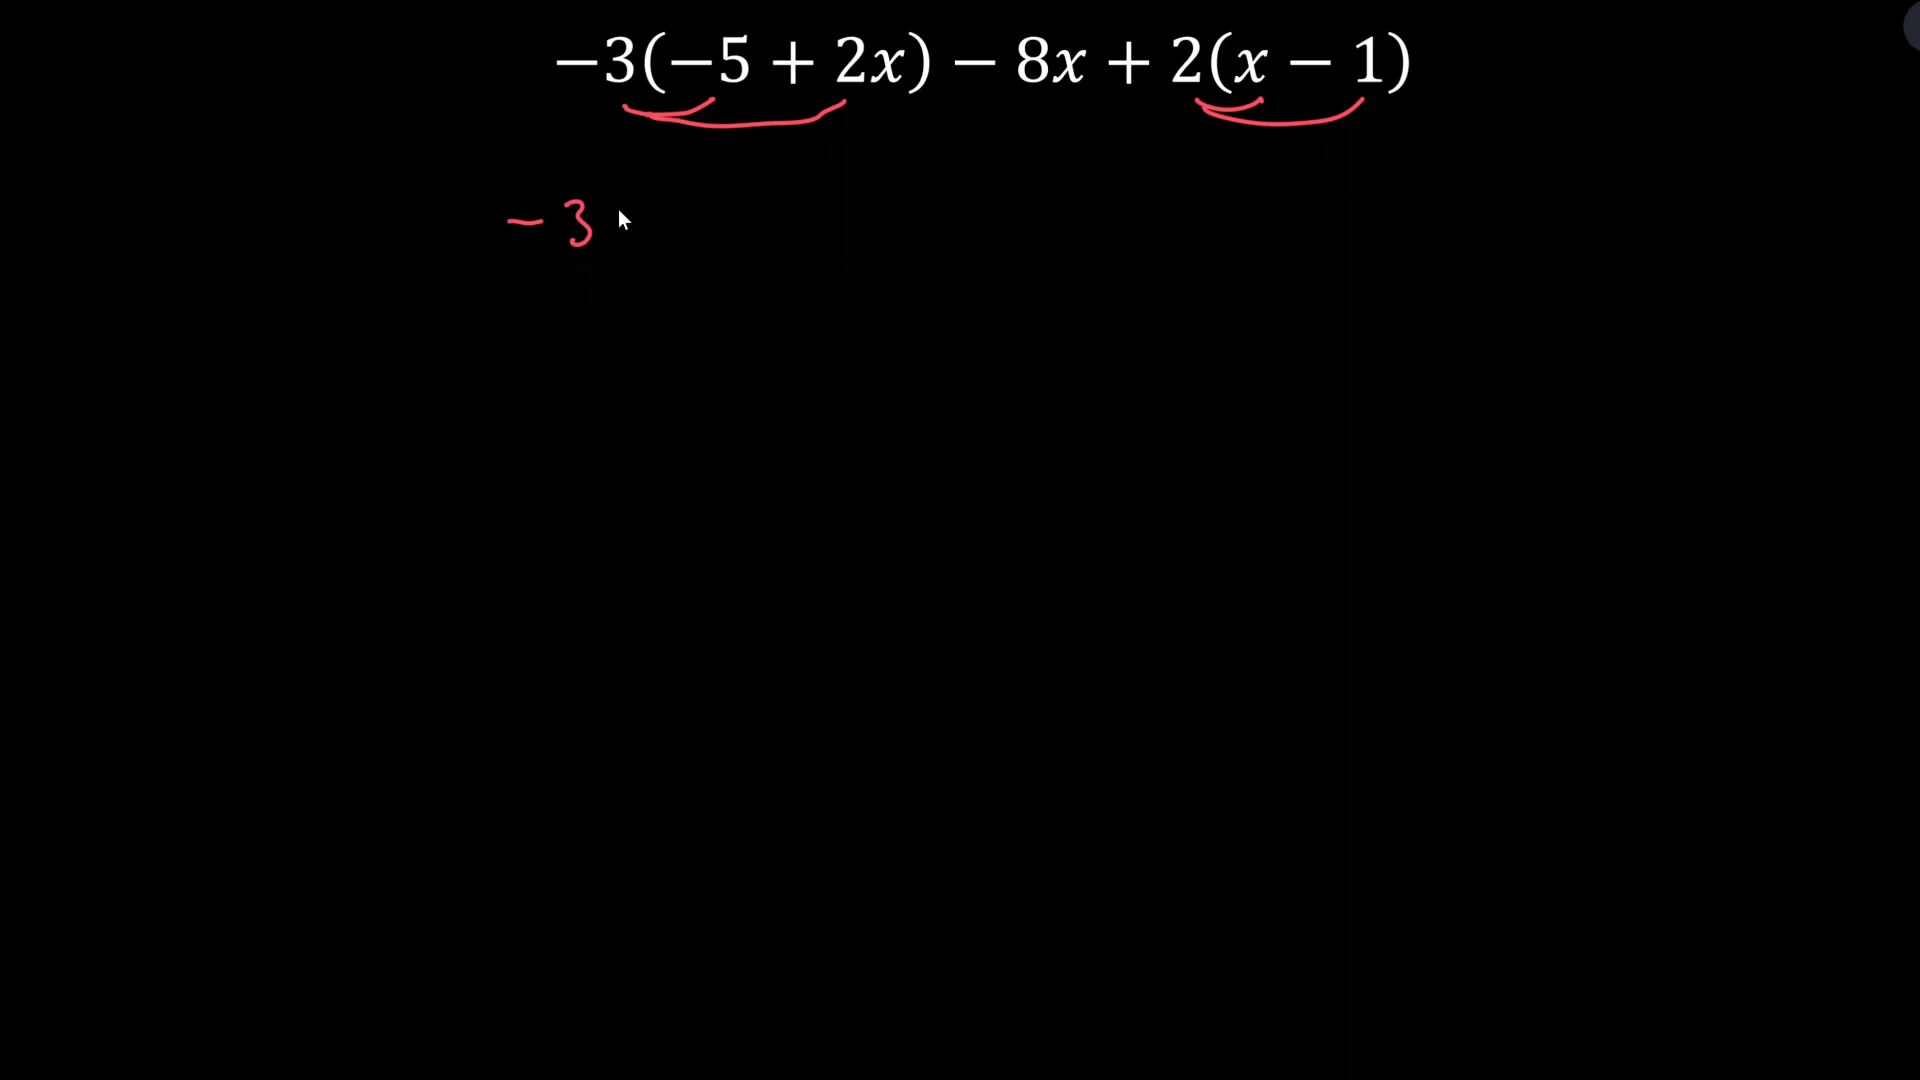 −3(−5 + 2x) − 8x + 2(x − 1)
− 3